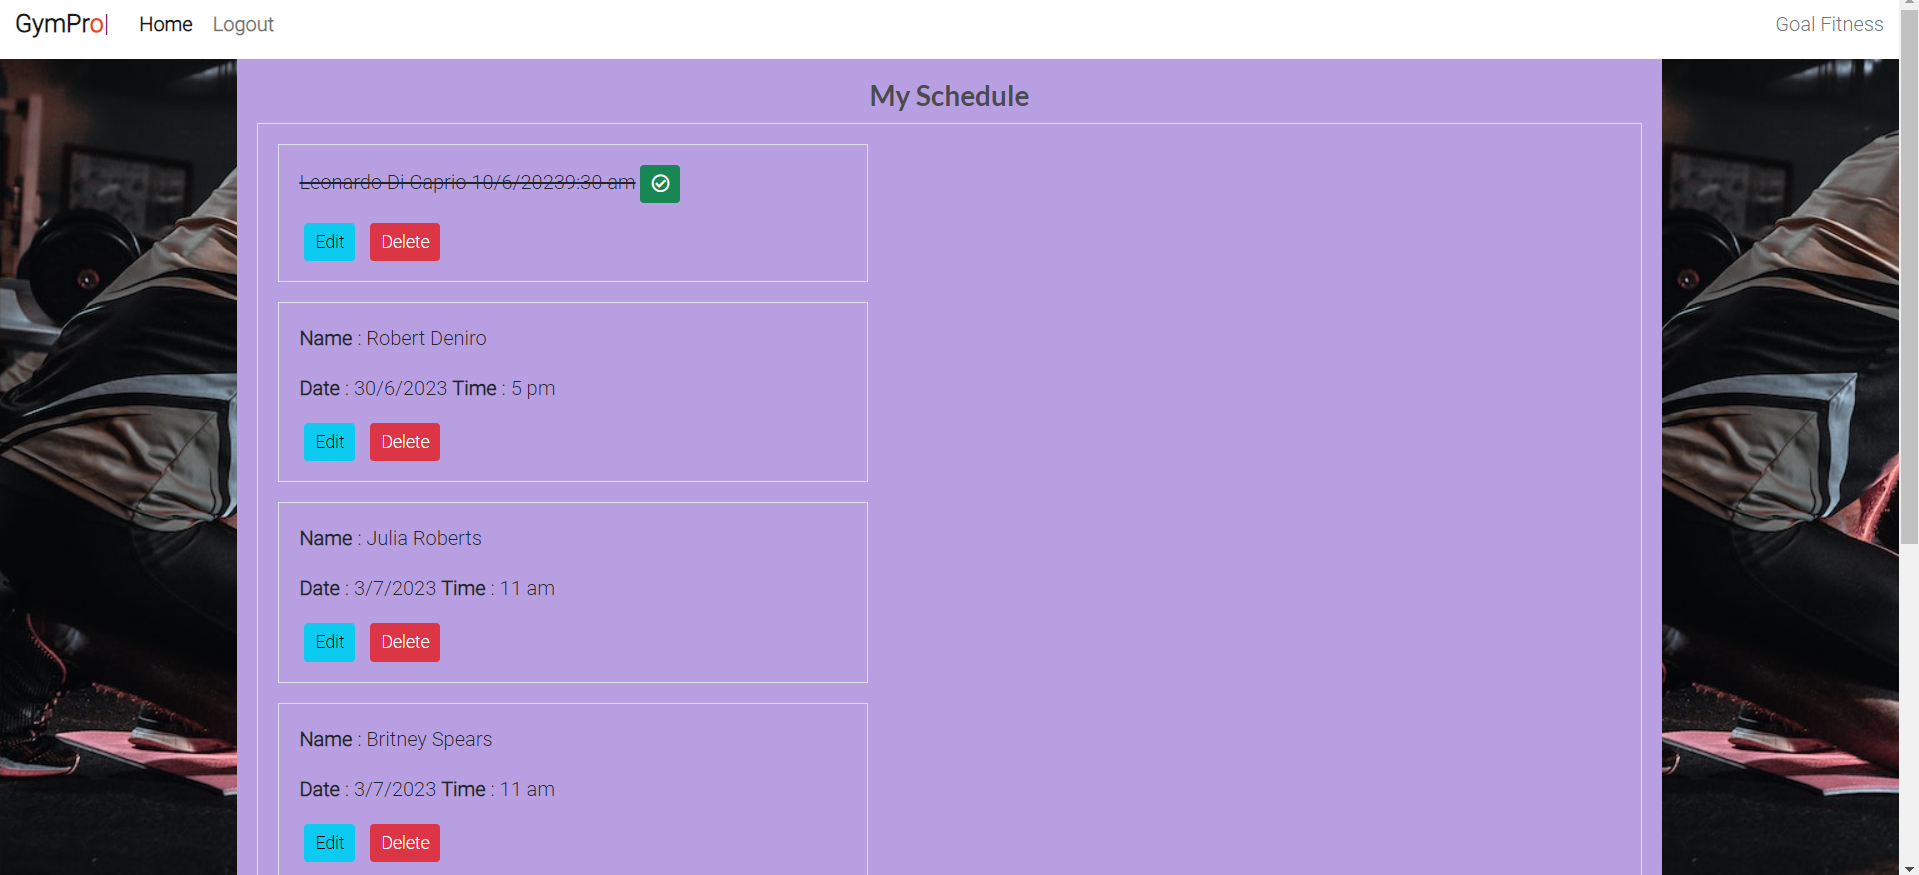 GymPro|
Home
Logout
Goal Fitness
My Schedule
Leonardo Di Caprio 10/6/20239:30 am
Edit
Delete
Name : Robert Deniro
Date : 30/6/2023 Time : 5 pm
Edit
Delete
Name : Julia Roberts
Date : 3/7/2023 Time : 11 am
Edit
Delete
Name : Britney Spears
Date : 3/7/2023 Time : 11 am
Edit
Delete